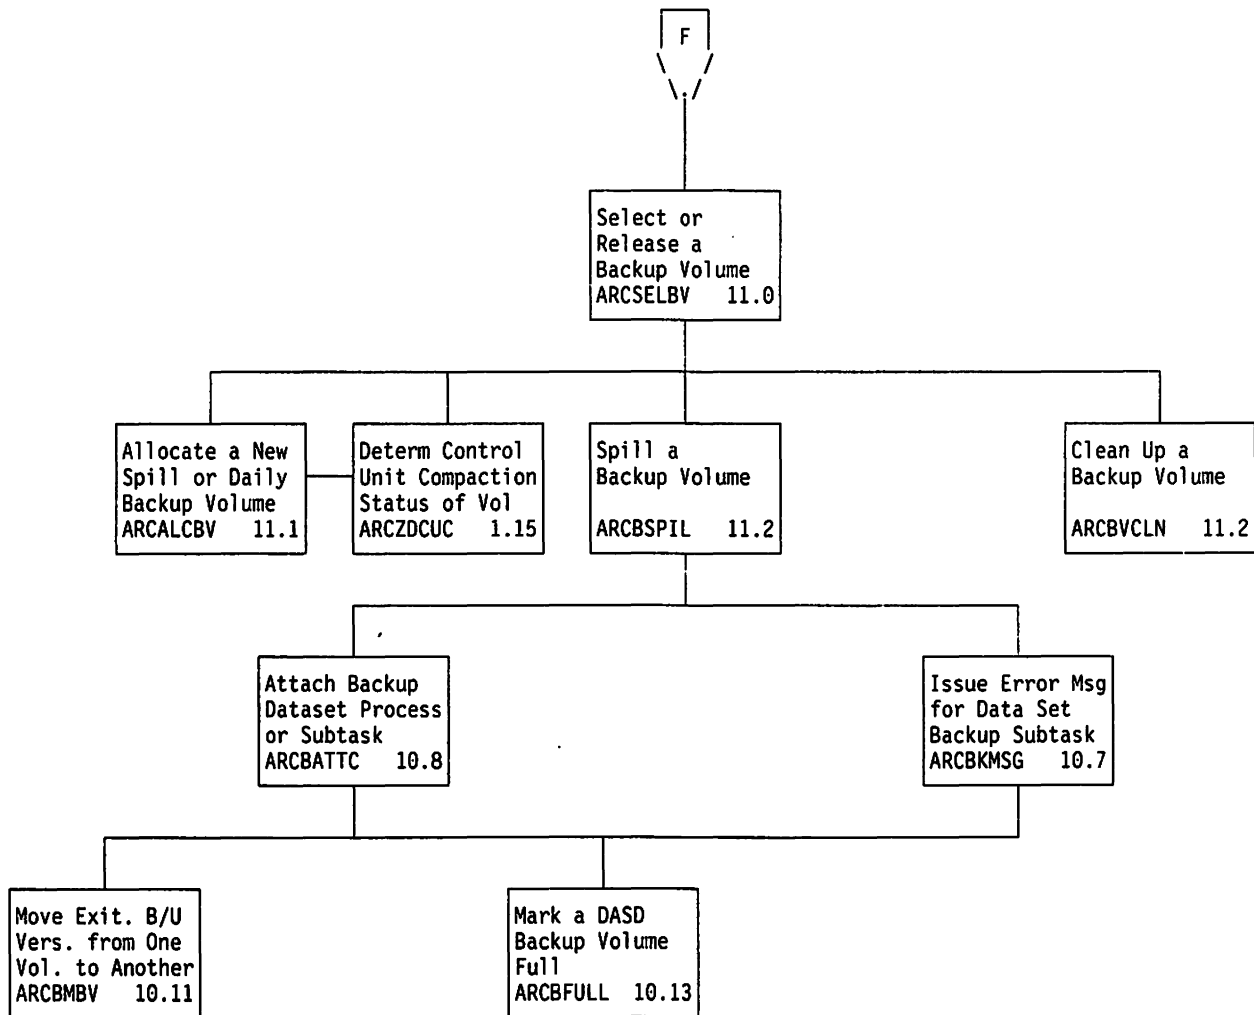 F
Select or
Release a
Backup Volume
ARCSELBV 11.0
Allocate a New
Spill or Daily
Backup Volume
ARCALCBV 11.1
Determ Control
Unit Compaction
Status of Vol
ARCZDCUC 1.15
Spill a
Backup Volume
ARCBSPIL 11.2
Clean Up a
Backup Volume
ARCBVCLN 11.2
Attach Backup
Dataset Process
or Subtask
ARCBATTC 10.8
Issue Error Msg
for Data Set
Backup Subtask
ARCBKMSG 10.7
Move Exit. B/U
Vers. from One
Vol. to Another
ARCBMBV 10.11
Mark a DASD
Backup Volume
Full
ARCBFULL 10.13